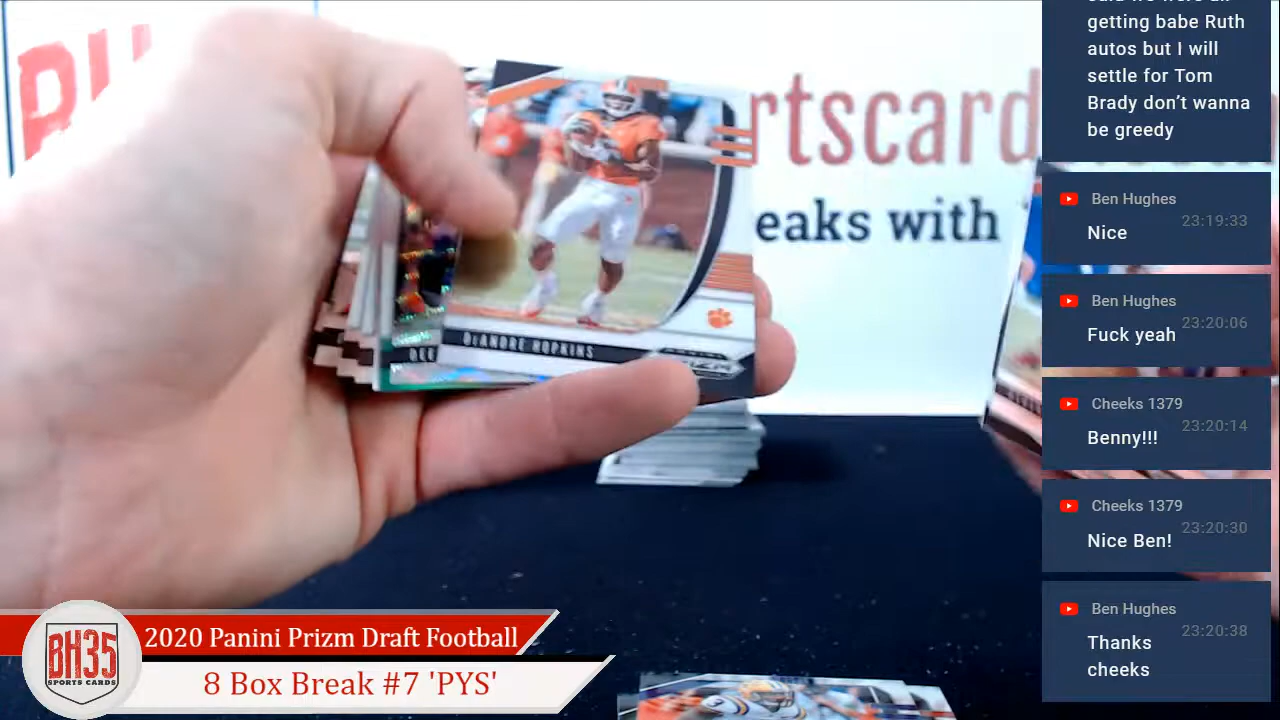 rtscard
eaks with
DEANDRE HOPKINS
PANINI
PRIZM
DEE
getting babe Ruth
autos but I will
settle for Tom
Brady don’t wanna
be greedy
Ben Hughes
23:19:33
Nice
Ben Hughes
23:20:06
Fuck yeah
Cheeks 1379
23:20:14
Benny!!!
Cheeks 1379
23:20:30
Nice Ben!
Ben Hughes
23:20:38
Thanks
cheeks
BH35
SPORTS CARDS
2020 Panini Prizm Draft Football
8 Box Break #7 'PYS'